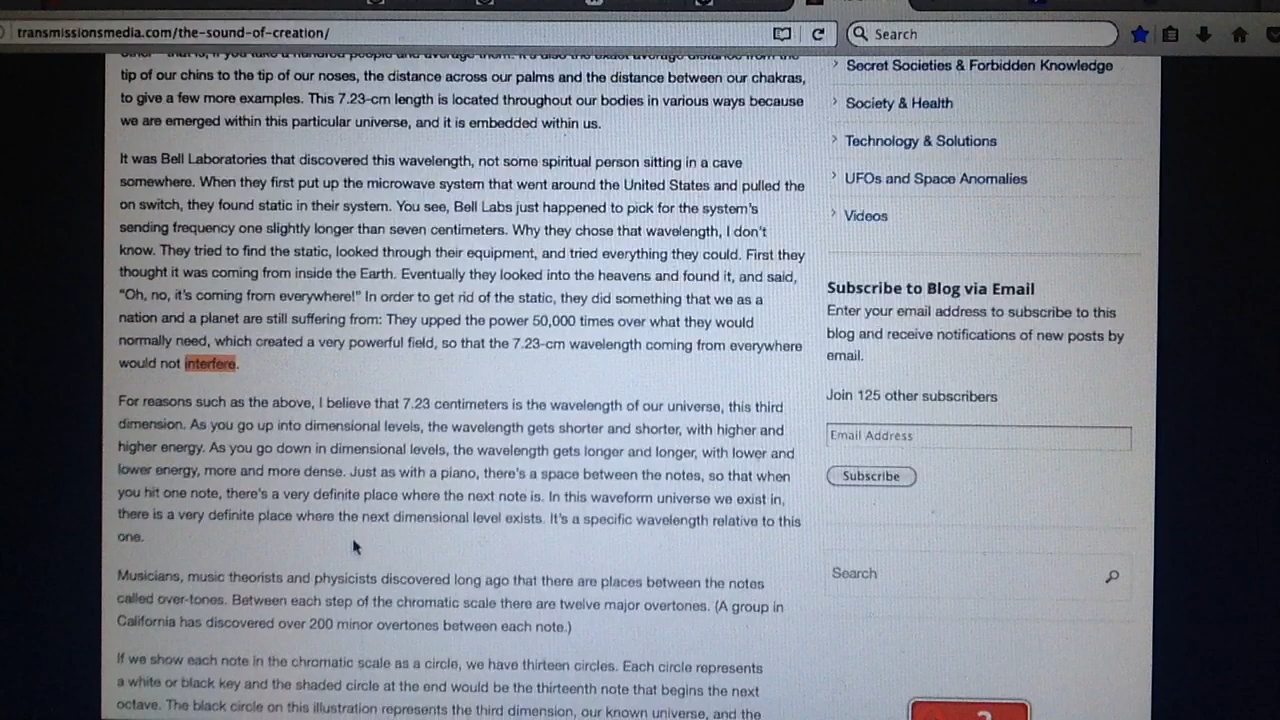 transmissionsmedia.com/the-sound-of-creation/
Search
other—that is, if you take a hundred people and average them. It's also the exact average distance from the
tip of our chins to the tip of our noses, the distance across our palms and the distance between our chakras,
to give a few more examples. This 7.23-cm length is located throughout our bodies in various ways because
we are emerged within this particular universe, and it is embedded within us.
It was Bell Laboratories that discovered this wavelength, not some spiritual person sitting in a cave
somewhere. When they first put up the microwave system that went around the United States and pulled the
on switch, they found static in their system. You see, Bell Labs just happened to pick for the system's
sending frequency one slightly longer than seven centimeters. Why they chose that wavelength, I don't
know. They tried to find the static, looked through their equipment, and tried everything they could. First they
thought it was coming from inside the Earth. Eventually they looked into the heavens and found it, and said,
"Oh, no, it's coming from everywhere!" In order to get rid of the static, they did something that we as a
nation and a planet are still suffering from: They upped the power 50,000 times over what they would
normally need, which created a very powerful field, so that the 7.23-cm wavelength coming from everywhere
would not interfere.
For reasons such as the above, I believe that 7.23 centimeters is the wavelength of our universe, this third
dimension. As you go up into dimensional levels, the wavelength gets shorter and shorter, with higher and
higher energy. As you go down in dimensional levels, the wavelength gets longer and longer, with lower and
lower energy, more and more dense. Just as with a piano, there's a space between the notes, so that when
you hit one note, there's a very definite place where the next note is. In this waveform universe we exist in,
there is a very definite place where the next dimensional level exists. It's a specific wavelength relative to this
one.
Musicians, music theorists and physicists discovered long ago that there are places between the notes
called over-tones. Between each step of the chromatic scale there are twelve major overtones. (A group in
California has discovered over 200 minor overtones between each note.)
If we show each note in the chromatic scale as a circle, we have thirteen circles. Each circle represents
a white or black key and the shaded circle at the end would be the thirteenth note that begins the next
octave. The black circle on this illustration represents the third dimension, our known universe, and the
Secret Societies & Forbidden Knowledge
Society & Health
Technology & Solutions
UFOs and Space Anomalies
Videos
Subscribe to Blog via Email
Enter your email address to subscribe to this
blog and receive notifications of new posts by
email.
Join 125 other subscribers
Email Address
Subscribe
Search